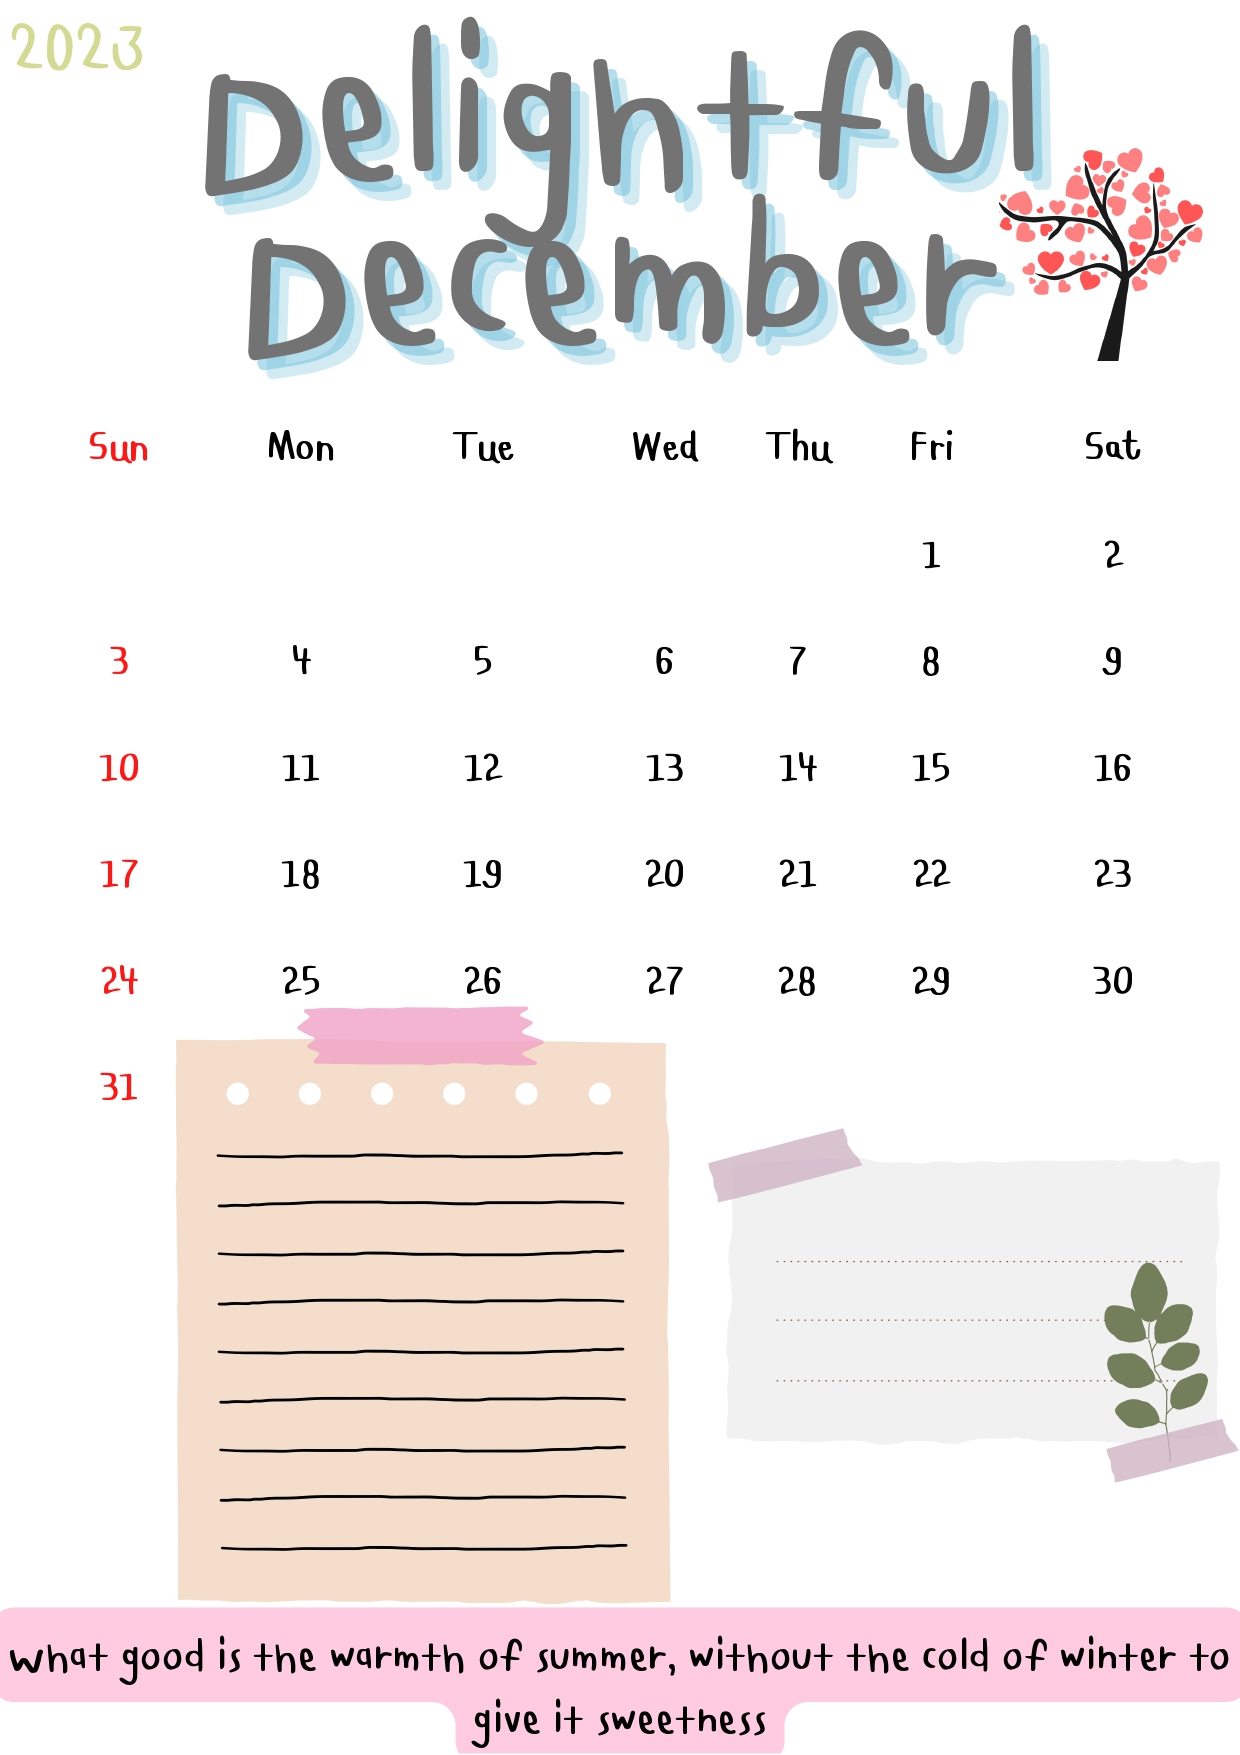 2023
Delightful
December
Sun Mon Tue Wed Thu Fri Sat
1 2
3 4 5 6 7 8 9
10 11 12 13 14 15 16
17 18 19 20 21 22 23
24 25 26 27 28 29 30
31
what good is the warmth of summer, without the cold of winter to
give it sweetness